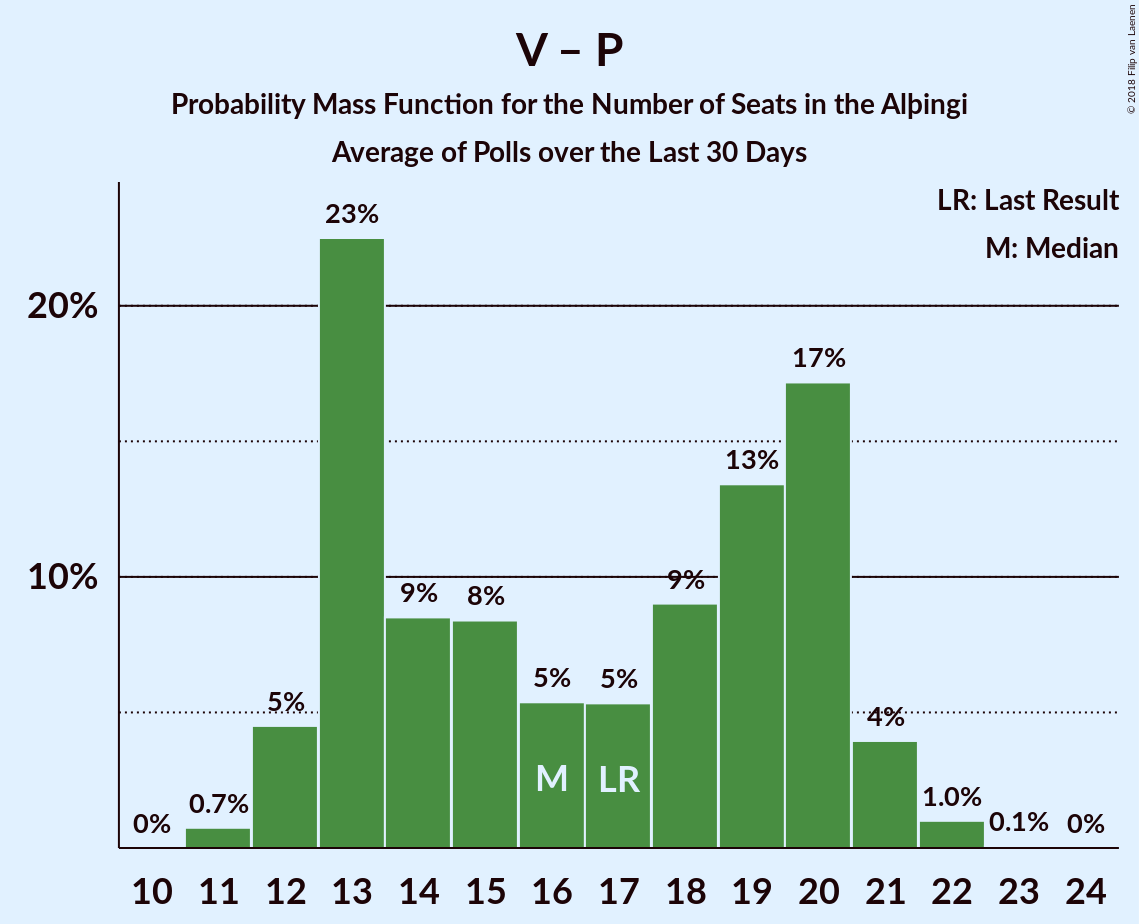 V – P
Probability Mass Function for the Number of Seats in the Alþingi
Average of Polls over the Last 30 Days
© 2018 Filip van Laenen
LR: Last Result
M: Median
20%
10%
0%
0.7%
5%
23%
9%
8%
5%
5%
9%
13%
17%
4%
1.0%
0.1%
0%
M
LR
10 11 12 13 14 15 16 17 18 19 20 21 22 23 24